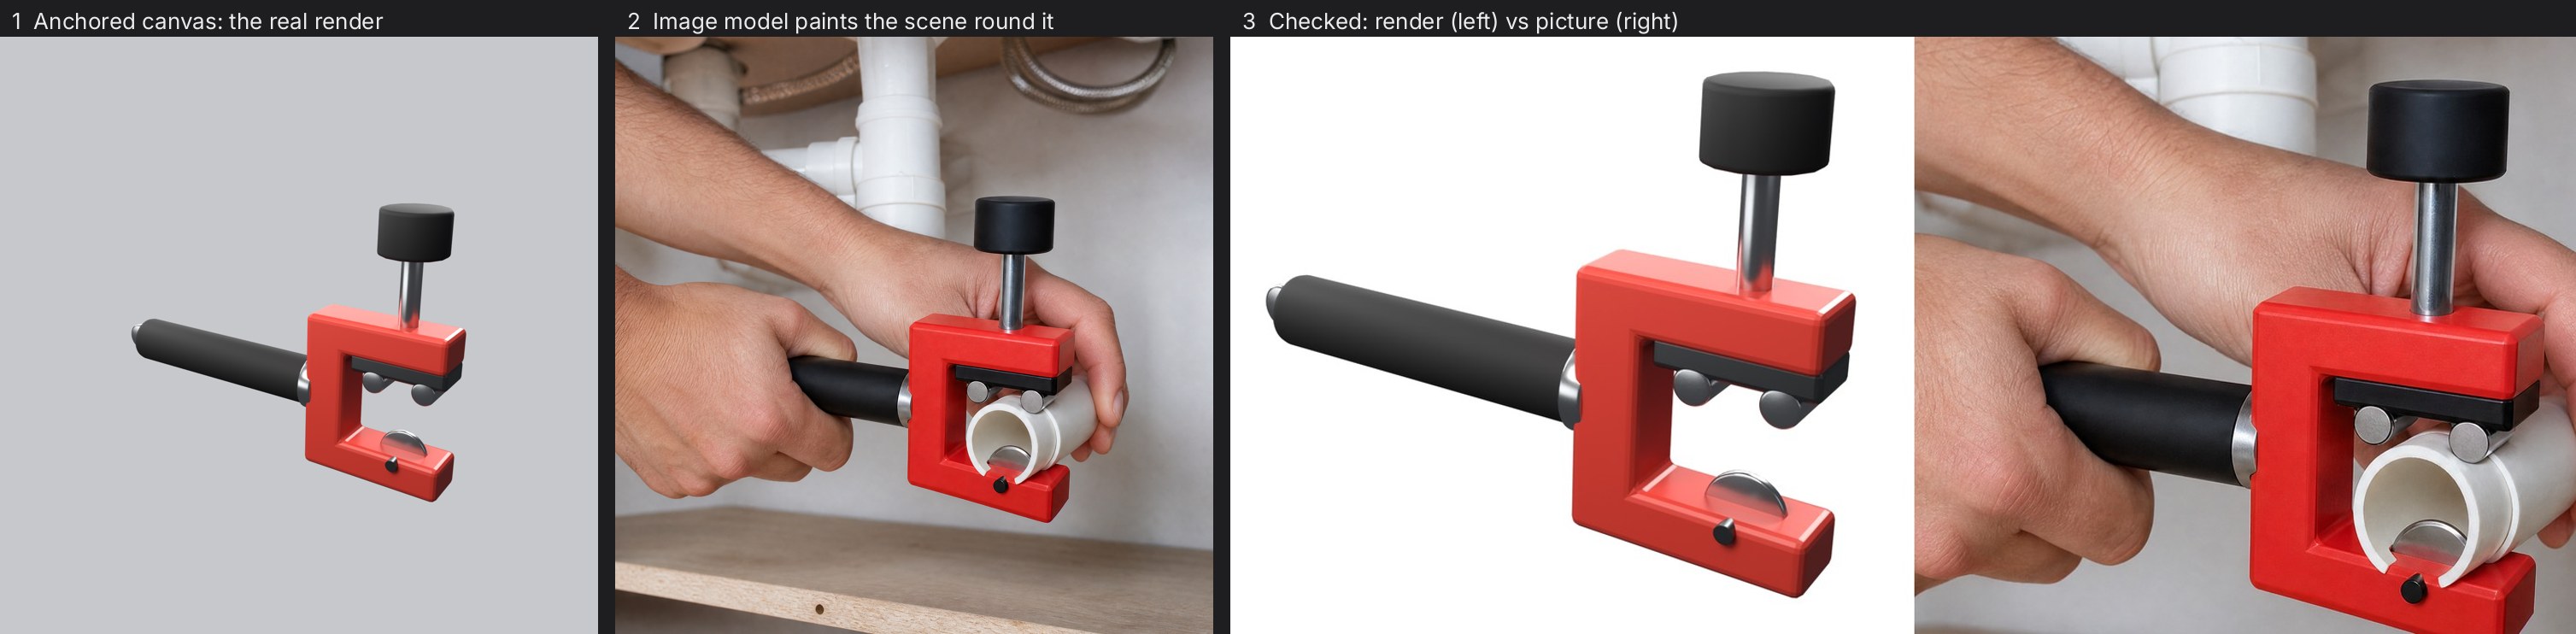 1 Anchored canvas: the real render
2 Image model paints the scene round it
3 Checked: render (left) vs picture (right)